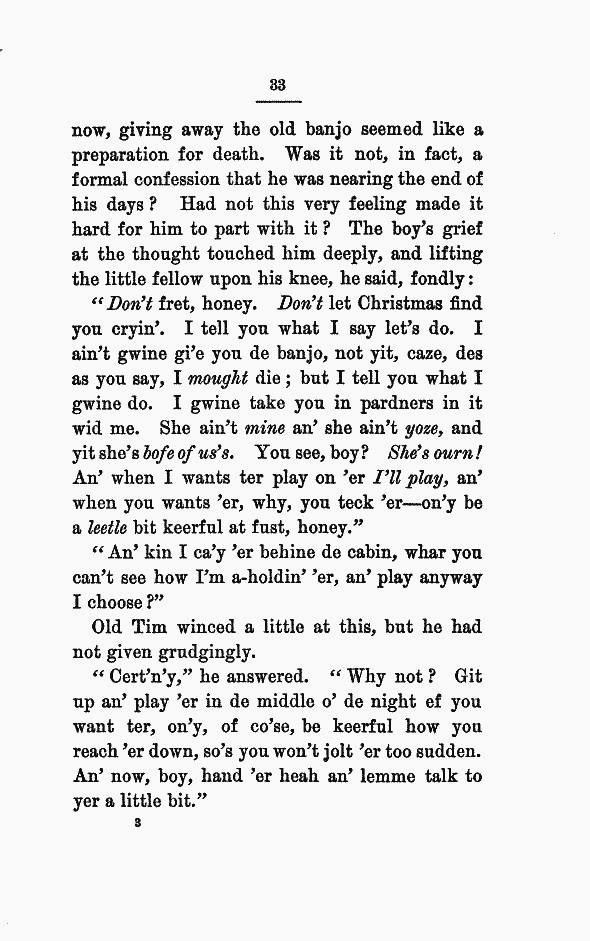 33
now, giving away the old banjo seemed like a
preparation for death. Was it not, in fact, a
formal confession that he was nearing the end of
his days? Had not this very feeling made it
hard for him to part with it? The boy's grief
at the thought touched him deeply, and lifting
the little fellow upon his knee, he said, fondly:
"Don't fret, honey. Don't let Christmas find
you cryin'. I tell you what I say let's do. I
ain't gwine gi'e you de banjo, not yit, caze, des
as you say, I mought die; but I tell you what I
gwine do. I gwine take you in pardners in it
wid me. She ain't mine an' she ain't yoze, and
yit she's bofe of us's. You see, boy? She's ourn!
An' when I wants ter play on 'er I'll play, an'
when you wants 'er, why, you teck 'er—on'y be
a leetle bit keerful at fust, honey."
"An' kin I ca'y 'er behine de cabin, whar you
can't see how I'm a-holdin' 'er, an' play anyway
I choose?"
Old Tim winced a little at this, but he had
not given grudgingly.
"Cert'n'y," he answered. "Why not? Git
up an' play 'er in de middle o' de night ef you
want ter, on'y, of co'se, be keerful how you
reach 'er down, so's you won't jolt 'er too sudden.
An' now, boy, hand 'er heah an' lemme talk to
yer a little bit."
3